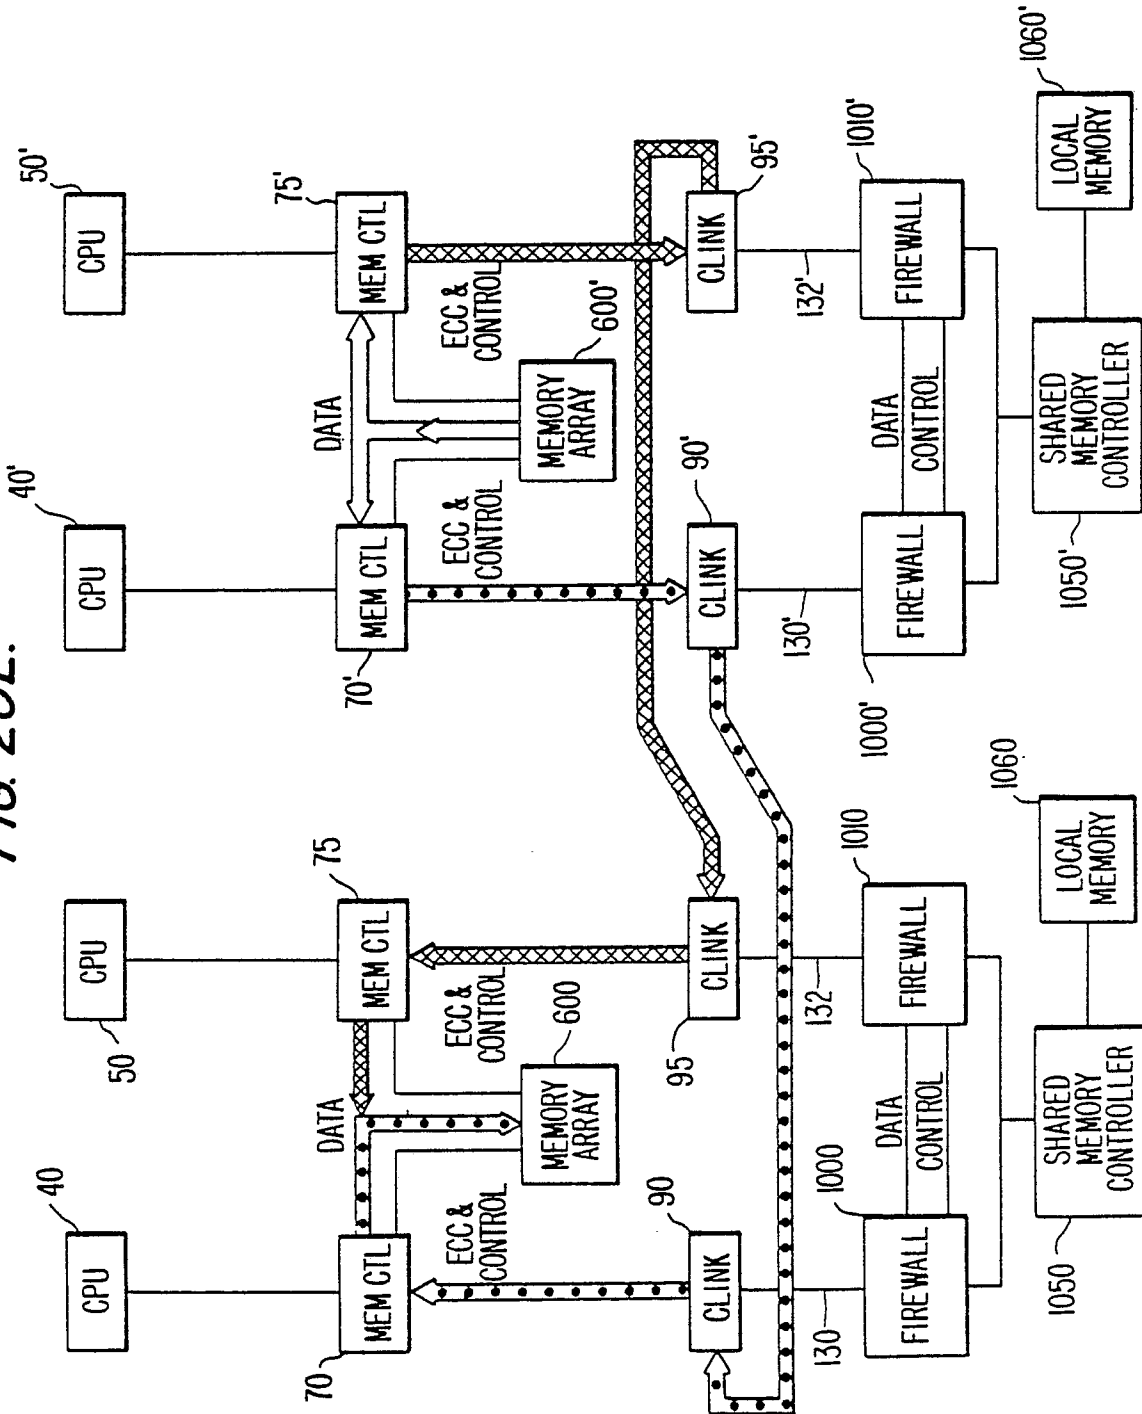 FIG. 20E.
40
CPU
50
CPU
40'
CPU
50'
CPU
70
MEM CTL
DATA
75
MEM CTL
70'
MEM CTL
DATA
75'
MEM CTL
ECC &
CONTROL
ECC &
CONTROL
ECC &
CONTROL
ECC &
CONTROL
600
MEMORY
ARRAY
600'
MEMORY
ARRAY
90
CLINK
95
CLINK
90'
CLINK
95'
CLINK
130
132
130'
132'
1000
FIREWALL
DATA
CONTROL
1010
FIREWALL
1000'
FIREWALL
DATA
CONTROL
1010'
FIREWALL
1050
SHARED
MEMORY
CONTROLLER
1060
LOCAL
MEMORY
1050'
SHARED
MEMORY
CONTROLLER
1060'
LOCAL
MEMORY